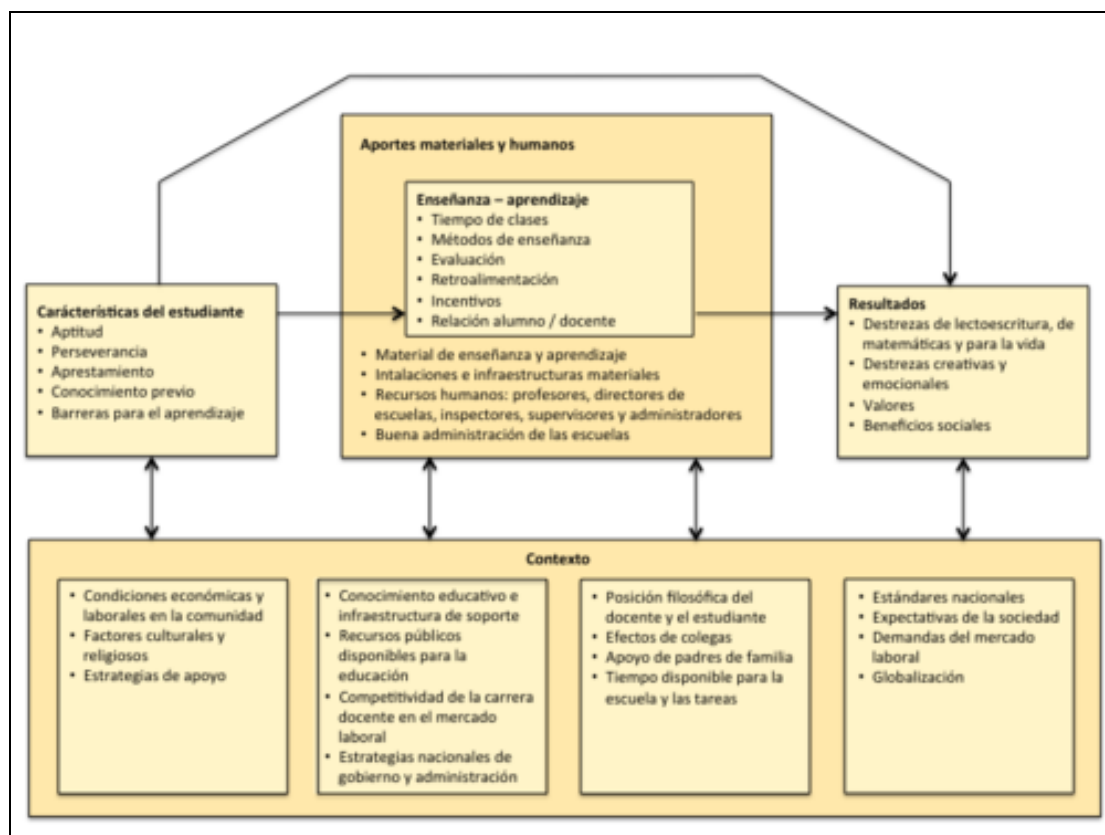 Aportes materiales y humanos
Enseñanza – aprendizaje
• Tiempo de clases
• Métodos de enseñanza
• Evaluación
• Retroalimentación
• Incentivos
• Relación alumno / docente
• Material de enseñanza y aprendizaje
• Intalaciones e infraestructuras materiales
• Recursos humanos: profesores, directores de
escuelas, inspectores, supervisores y administradores
• Buena administración de las escuelas
Carácterísticas del estudiante
• Aptitud
• Perseverancia
• Aprestamiento
• Conocimiento previo
• Barreras para el aprendizaje
Resultados
• Destrezas de lectoescritura, de
matemáticas y para la vida
• Destrezas creativas y
emocionales
• Valores
• Beneficios sociales
Contexto
• Condiciones económicas y
laborales en la comunidad
• Factores culturales y
religiosos
• Estrategias de apoyo
• Conocimiento educativo e
infraestructura de soporte
• Recursos públicos
disponibles para la
educación
• Competitividad de la carrera
docente en el mercado
laboral
• Estrategias nacionales de
gobierno y administración
• Posición filosófica del
docente y el estudiante
• Efectos de colegas
• Apoyo de padres de familia
• Tiempo disponible para la
escuela y las tareas
• Estándares nacionales
• Expectativas de la sociedad
• Demandas del mercado
laboral
• Globalización